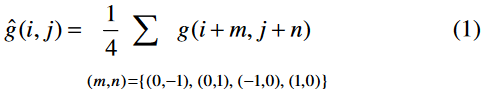 ĝ(i, j) = 1/4 ∑ g(i + m, j + n) (1)
(m,n)={(0,−1), (0,1), (−1,0), (1,0)}